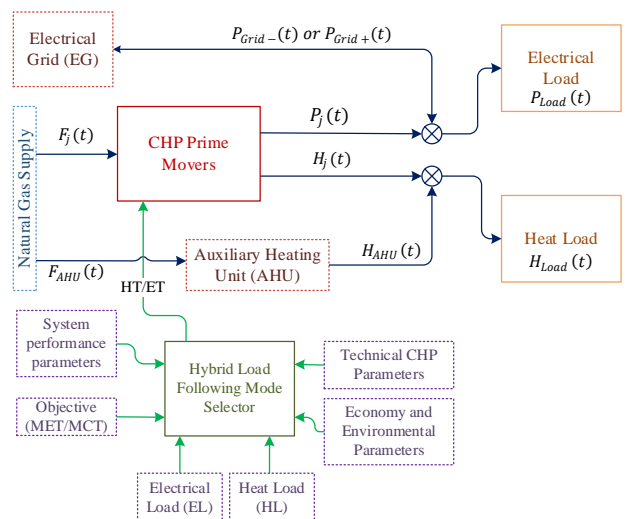 Electrical
Grid (EG)
P_{Grid−}(t) or P_{Grid+}(t)
Electrical
Load
P_{Load}(t)
Natural Gas Supply
F_j(t)
CHP Prime
Movers
P_j(t)
H_j(t)
F_{AHU}(t)
Auxiliary Heating
Unit (AHU)
H_{AHU}(t)
Heat Load
H_{Load}(t)
HT/ET
System
performance
parameters
Hybrid Load
Following Mode
Selector
Technical CHP
Parameters
Objective
(MET/MCT)
Economy and
Environmental
Parameters
Electrical
Load (EL)
Heat Load
(HL)